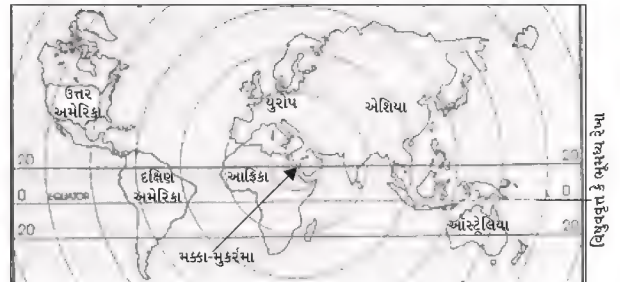 ઉત્તર
અમેરિકા
યુરોપ
એશિયા
20
20
દક્ષિણ
અમેરિકા
આફ્રિકા
0
EQUATOR
0
ઑસ્ટ્રેલિયા
20
20
મક્કા-મુકર્રમા
વિષુવવૃત્ત કે ભૂમધ્ય રેખા